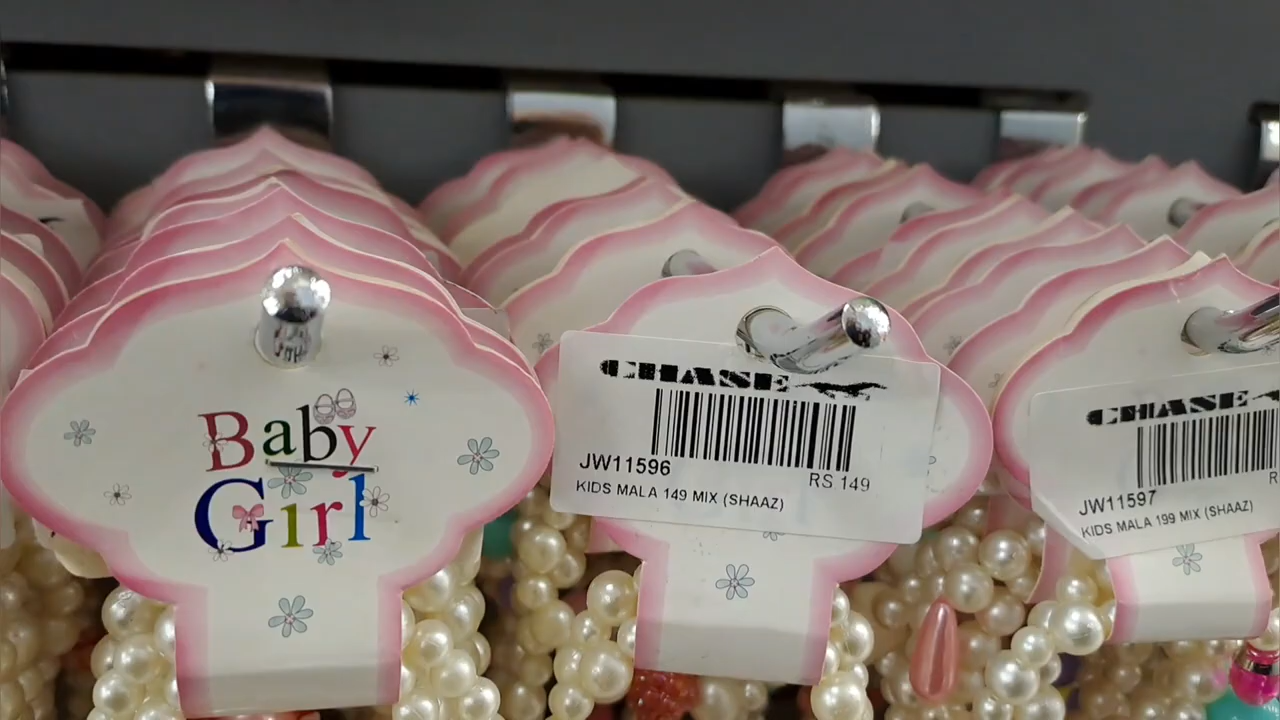 Baby
Girl
CHASE
JW11596
RS 149
KIDS MALA 149 MIX (SHAAZ)
CHASE
JW11597
KIDS MALA 199 MIX (SHAAZ)